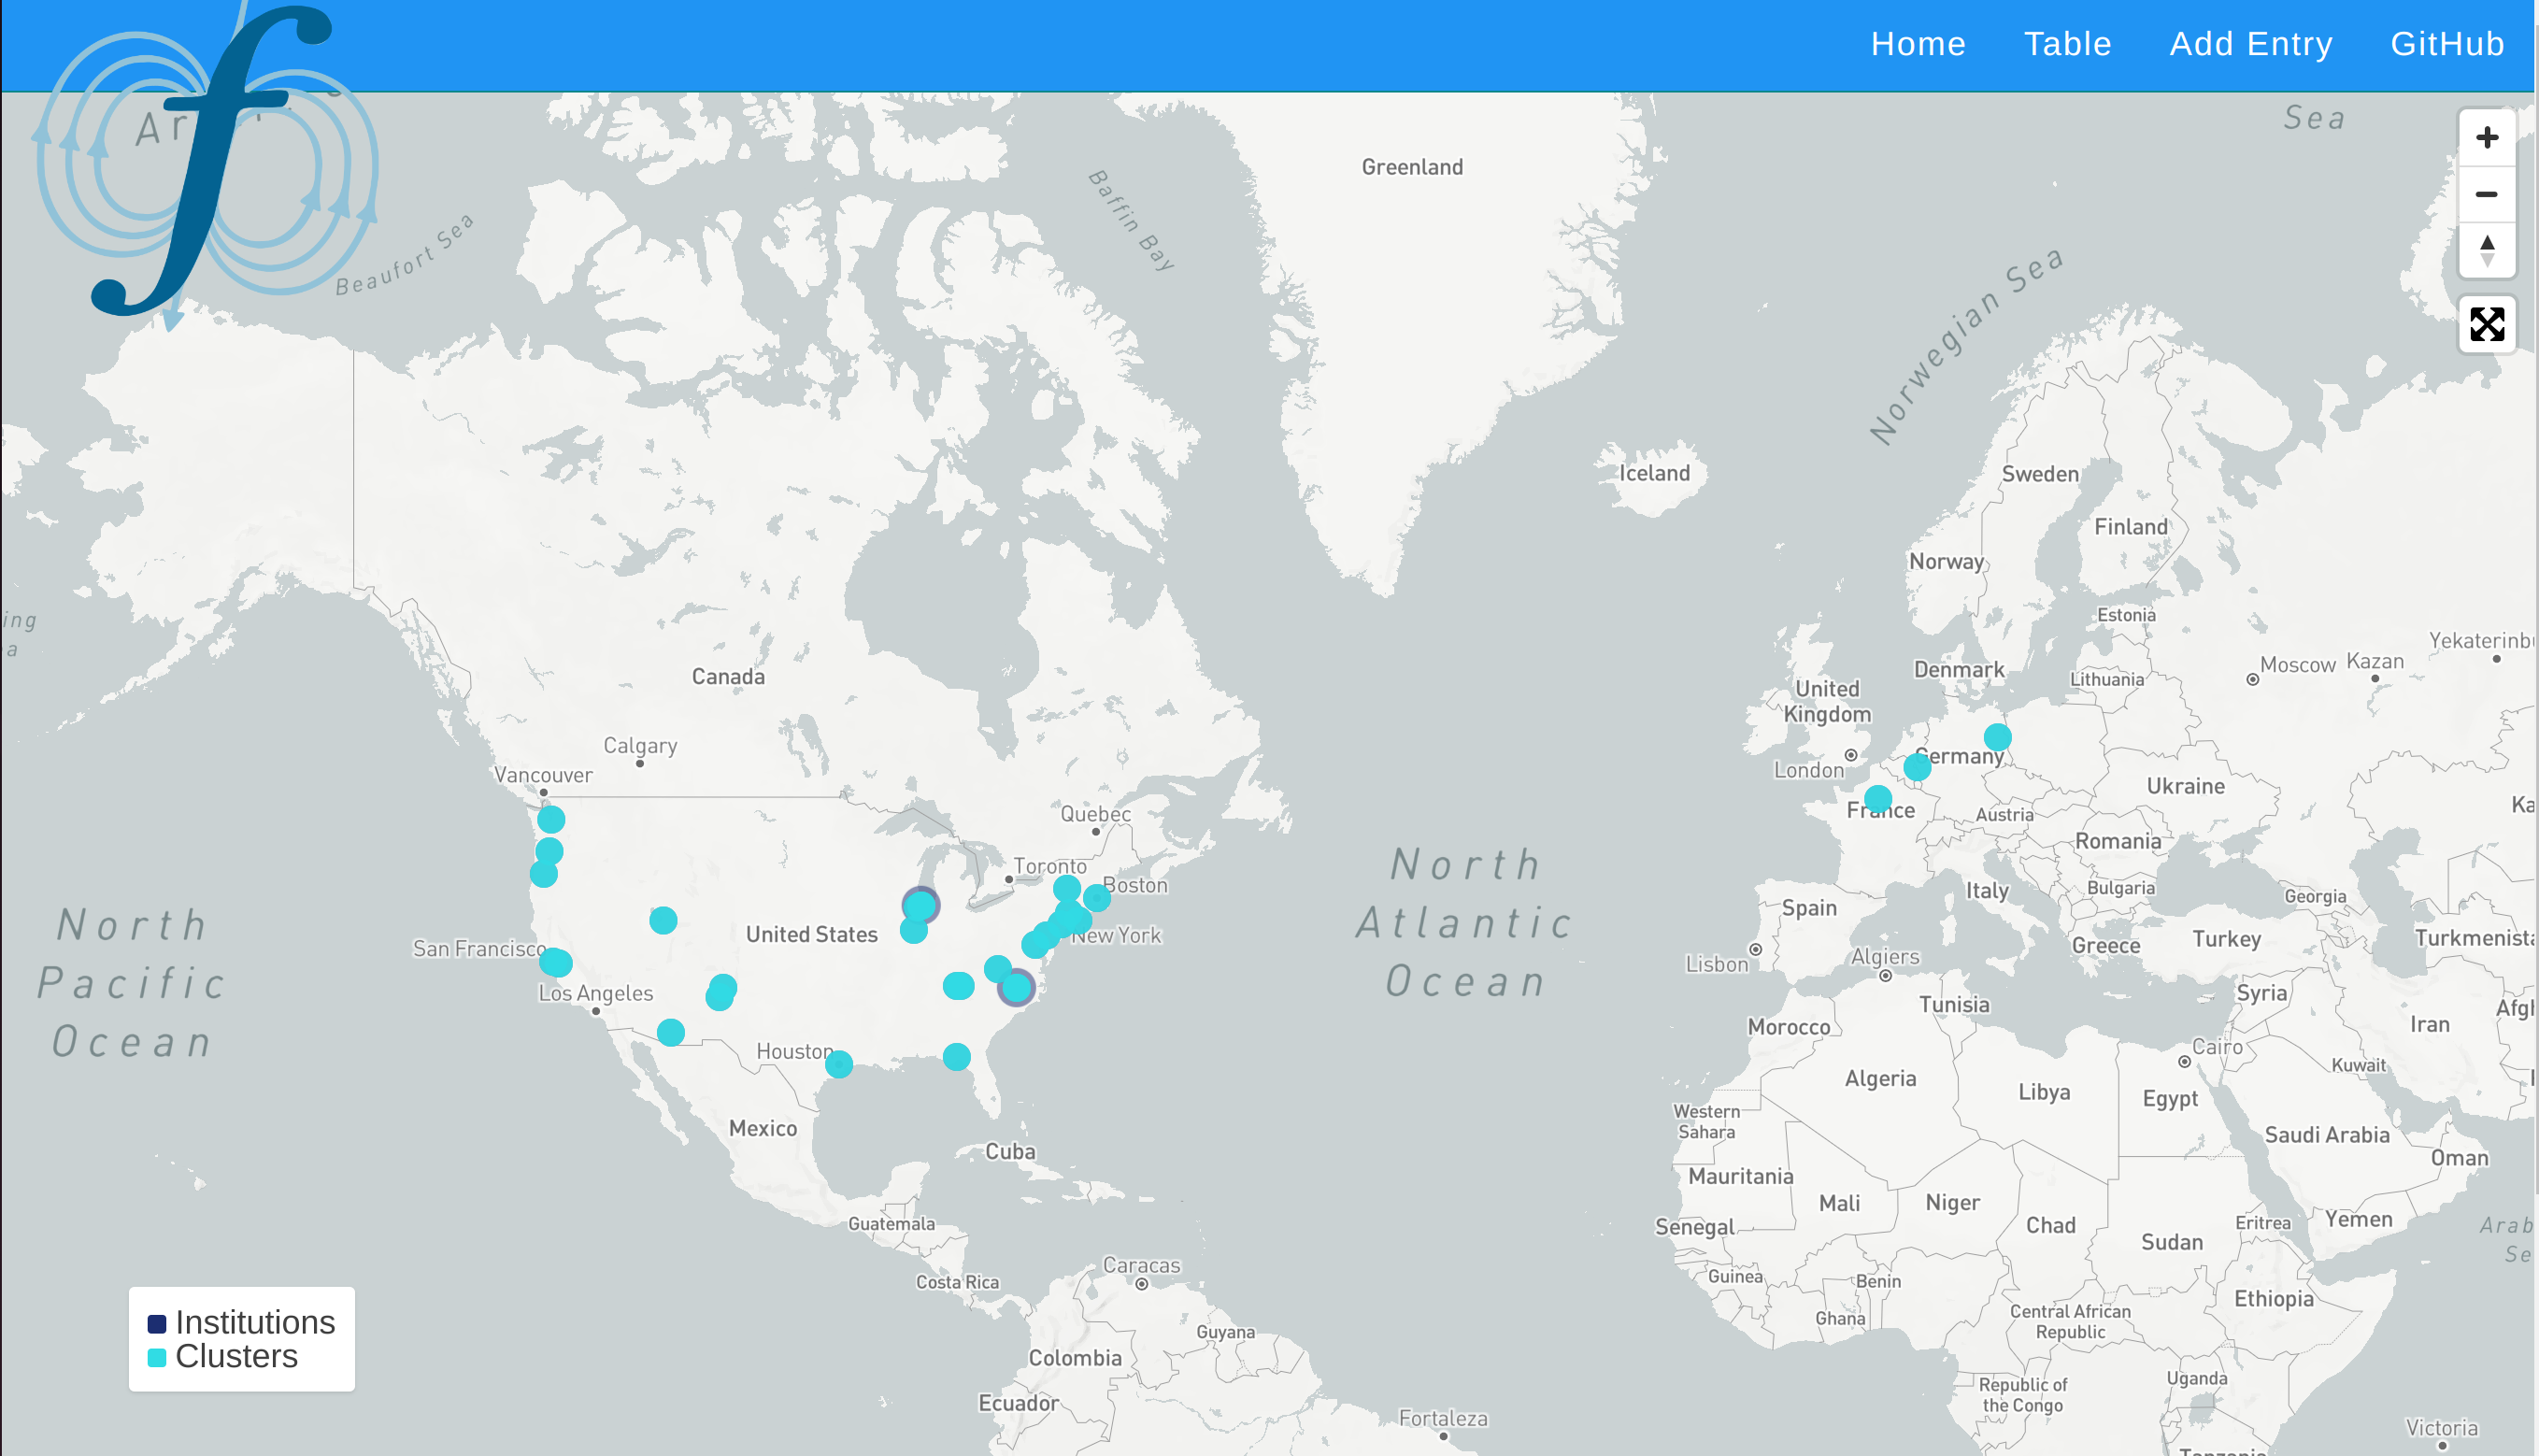 Home Table Add Entry GitHub
Sea
Greenland
Baffin Bay
Beaufort Sea
Norwegian Sea
Iceland
Sweden
Finland
Norway
Estonia
Yekaterinb
Moscow
Kazan
Denmark
Lithuania
Canada
United
Kingdom
Calgary
Vancouver
London
Germany
Ukraine
Quebec
France
Austria
Romania
Ka
Toronto
Boston
North
Atlantic
Ocean
Italy
Bulgaria
Georgia
Spain
North
Pacific
Ocean
United States
New York
San Francisco
Greece
Turkey
Turkmenista
Lisbon
Algiers
Los Angeles
Tunisia
Syria
Afgh
Iran
Morocco
Cairo
Houston
Kuwait
Algeria
Libya
Egypt
Western
Sahara
Mexico
Saudi Arabia
Cuba
Oman
Mauritania
Mali
Niger
Chad
Guatemala
Senegal
Eritrea
Yemen
Arab
Se
Sudan
Caracas
Costa Rica
Guinea
Benin
Ethiopia
Ghana
Central African
Republic
Institutions
Clusters
Guyana
Colombia
Uganda
Republic of
the Congo
Ecuador
Fortaleza
Victoria
Tanzania